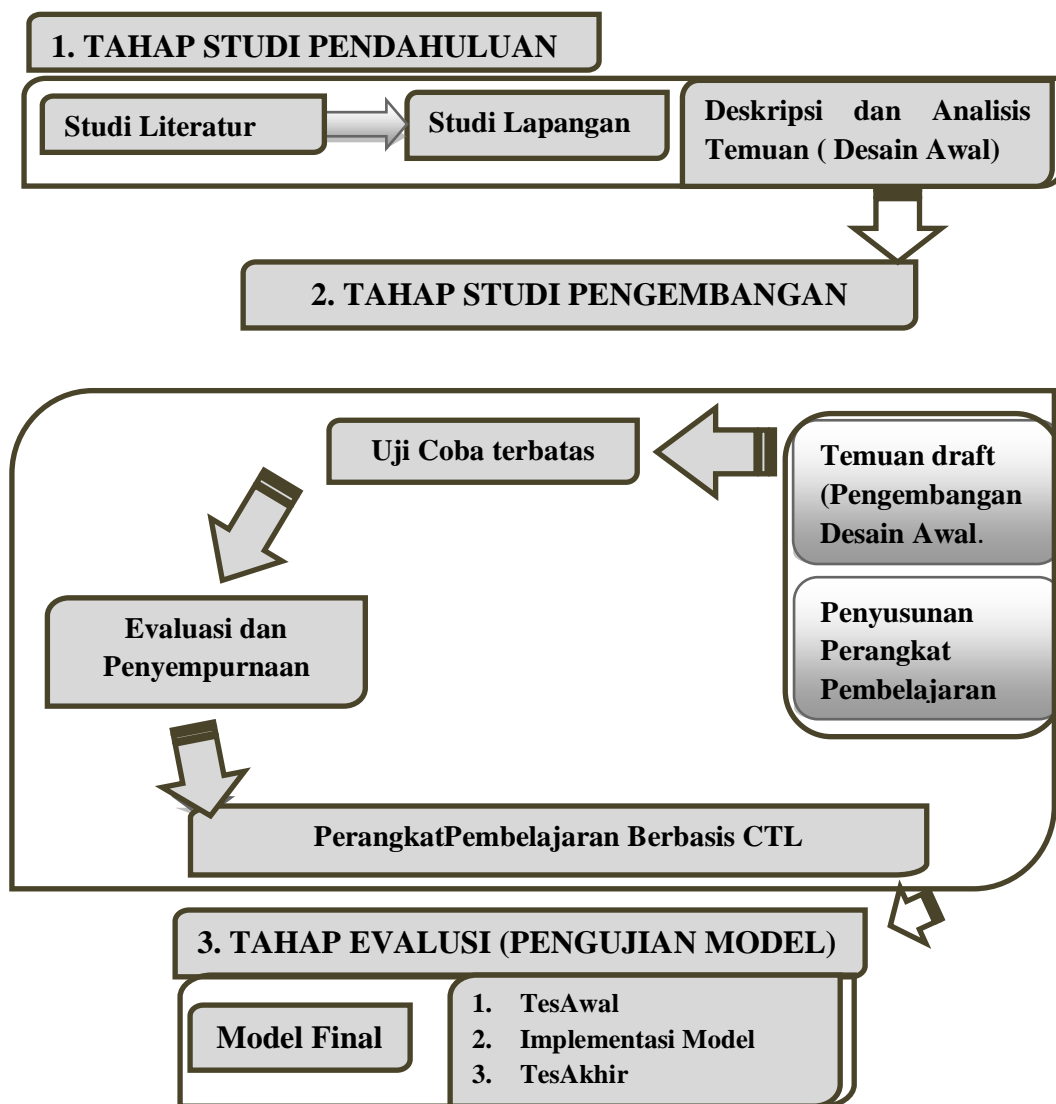 1. TAHAP STUDI PENDAHULUAN
Studi Literatur
Studi Lapangan
Deskripsi dan Analisis
Temuan ( Desain Awal)
2. TAHAP STUDI PENGEMBANGAN
Uji Coba terbatas
Temuan draft
(Pengembangan
Desain Awal.
Penyusunan
Perangkat
Pembelajaran
Evaluasi dan
Penyempurnaan
PerangkatPembelajaran Berbasis CTL
3. TAHAP EVALUSI (PENGUJIAN MODEL)
Model Final
1. TesAwal
2. Implementasi Model
3. TesAkhir